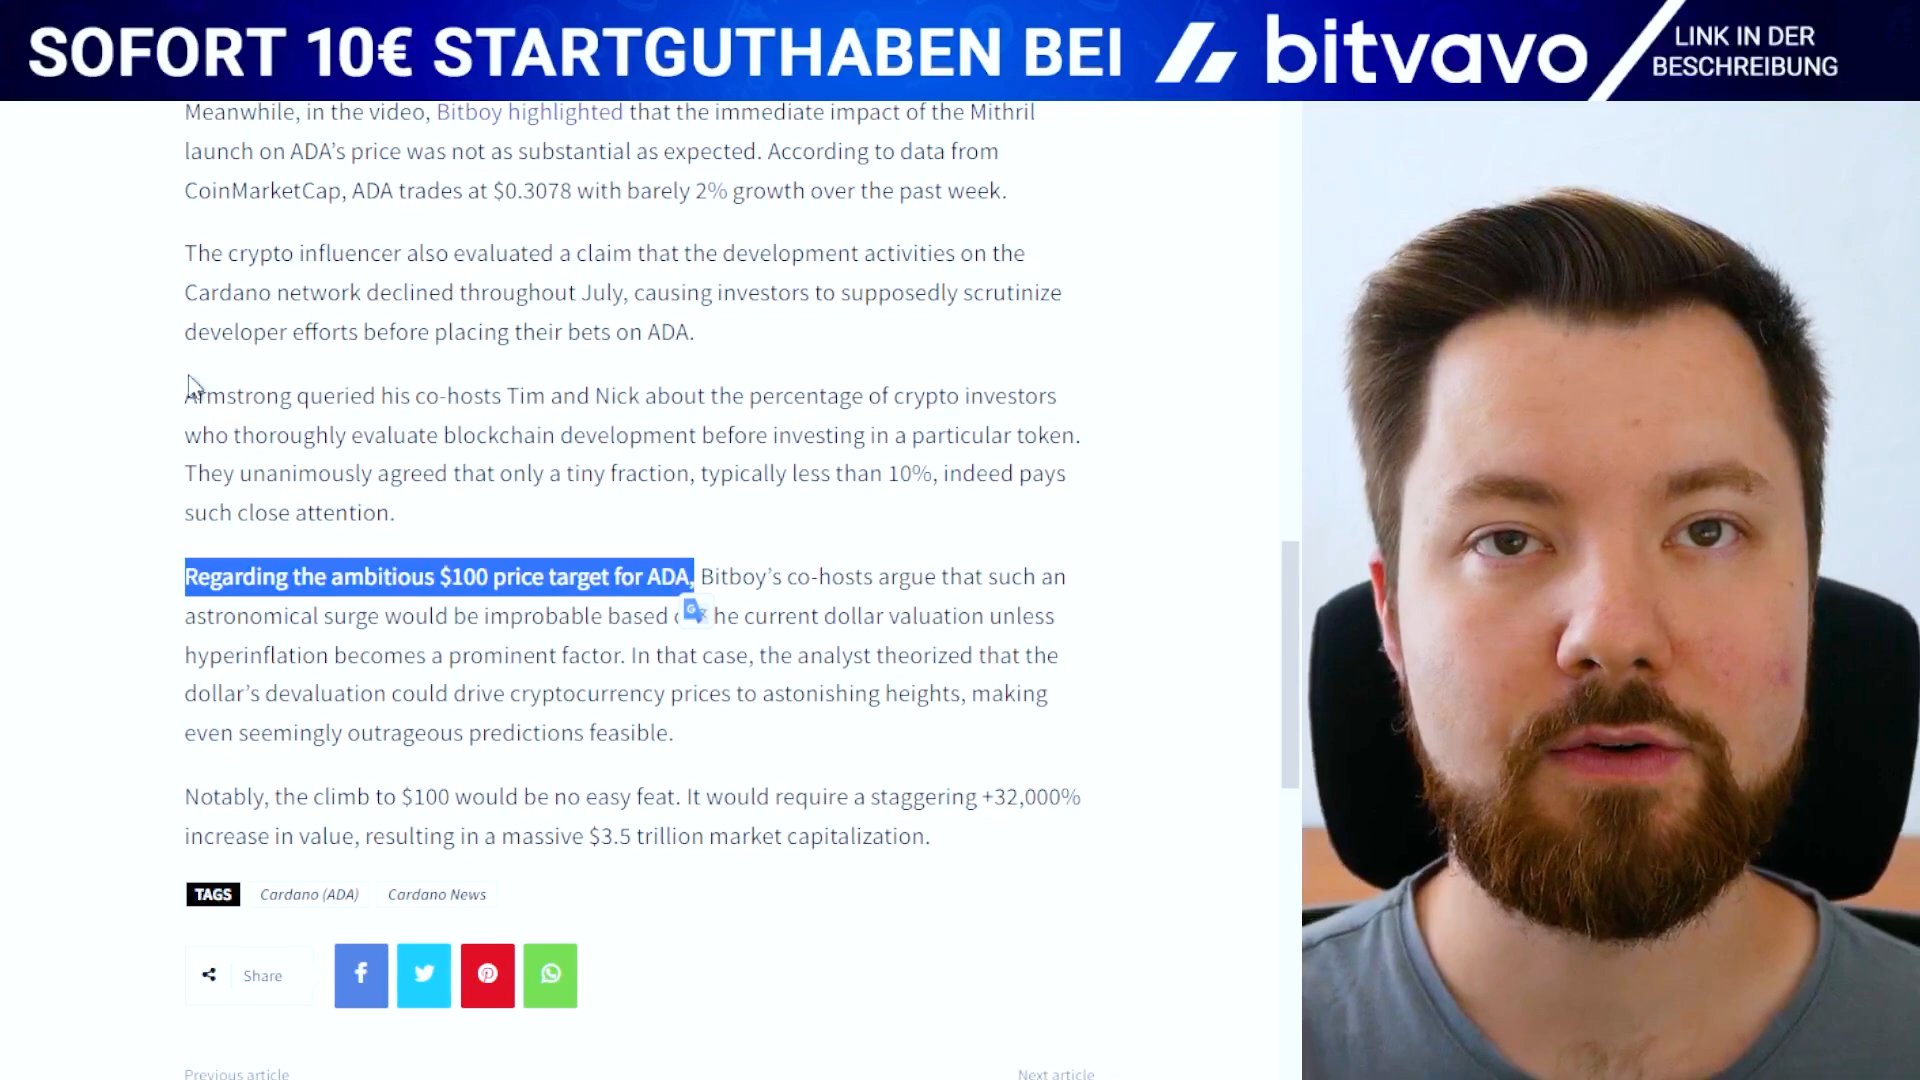 SOFORT 10€ STARTGUTHABEN BEI bitvavo LINK IN DER
BESCHREIBUNG
Meanwhile, in the video, Bitboy highlighted that the immediate impact of the Mithril
launch on ADA’s price was not as substantial as expected. According to data from
CoinMarketCap, ADA trades at $0.3078 with barely 2% growth over the past week.
The crypto influencer also evaluated a claim that the development activities on the
Cardano network declined throughout July, causing investors to supposedly scrutinize
developer efforts before placing their bets on ADA.
Armstrong queried his co-hosts Tim and Nick about the percentage of crypto investors
who thoroughly evaluate blockchain development before investing in a particular token.
They unanimously agreed that only a tiny fraction, typically less than 10%, indeed pays
such close attention.
Regarding the ambitious $100 price target for ADA, Bitboy’s co-hosts argue that such an
astronomical surge would be improbable based he current dollar valuation unless
hyperinflation becomes a prominent factor. In that case, the analyst theorized that the
dollar’s devaluation could drive cryptocurrency prices to astonishing heights, making
even seemingly outrageous predictions feasible.
Notably, the climb to $100 would be no easy feat. It would require a staggering +32,000%
increase in value, resulting in a massive $3.5 trillion market capitalization.
TAGS Cardano (ADA) Cardano News
Share
Previous article Next article